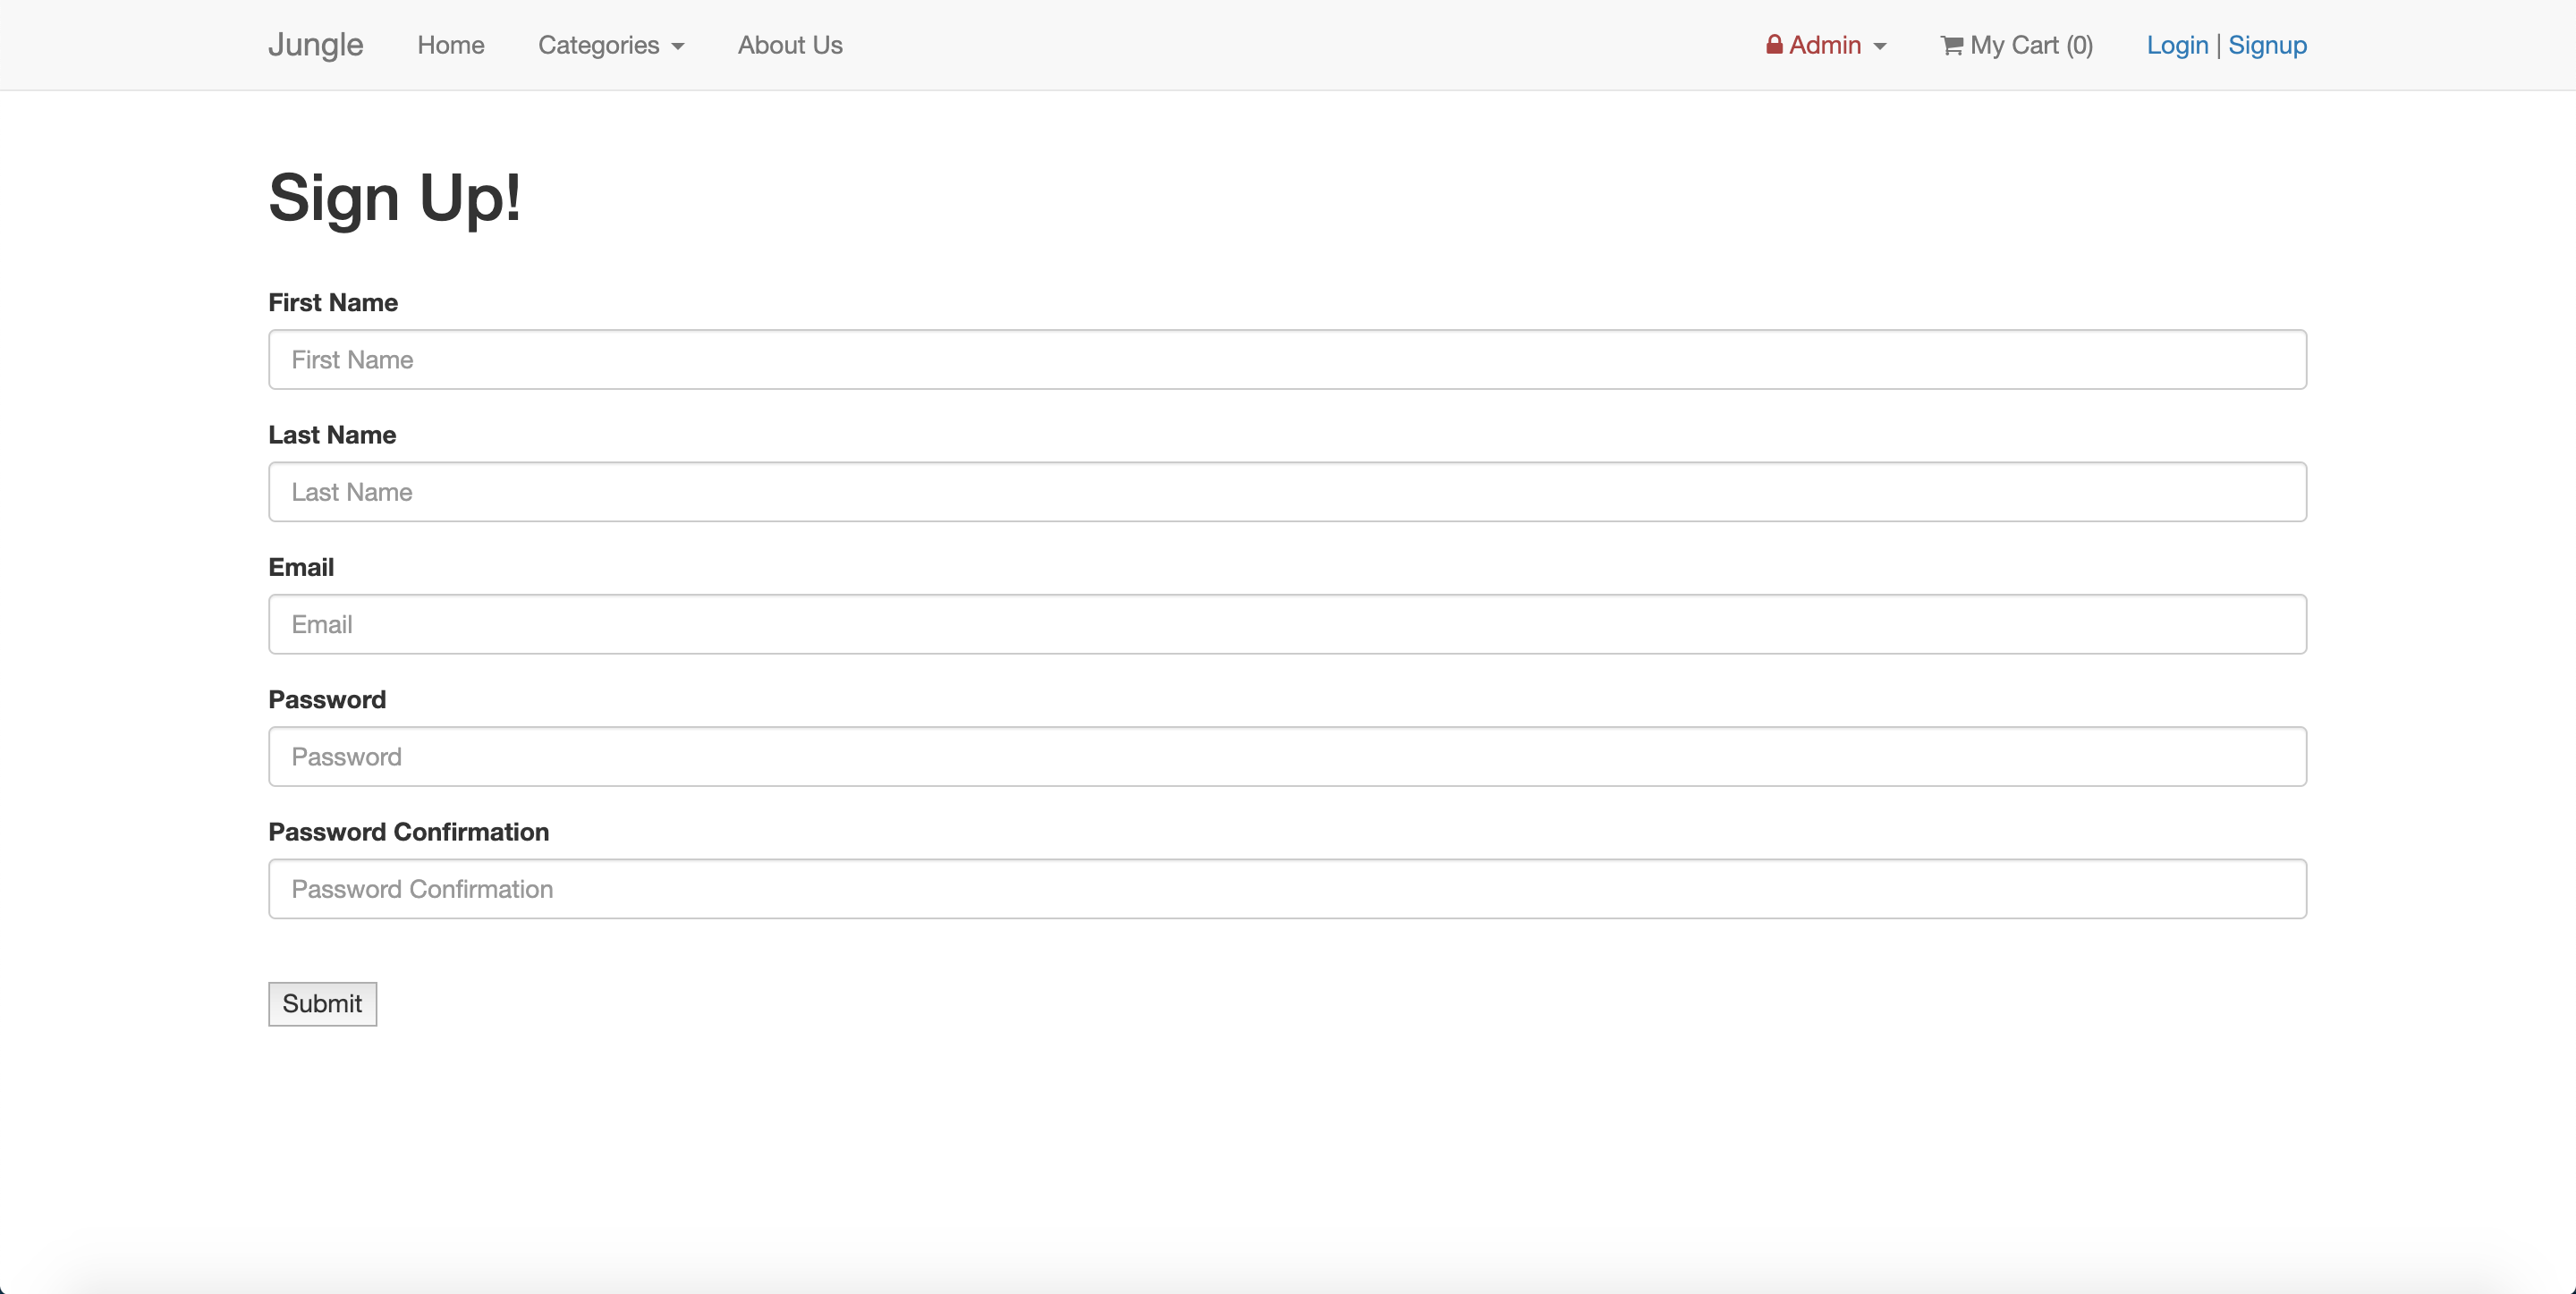 Jungle Home Categories About Us Admin My Cart (0) Login | Signup
Sign Up!
First Name
First Name
Last Name
Last Name
Email
Email
Password
Password
Password Confirmation
Password Confirmation
Submit